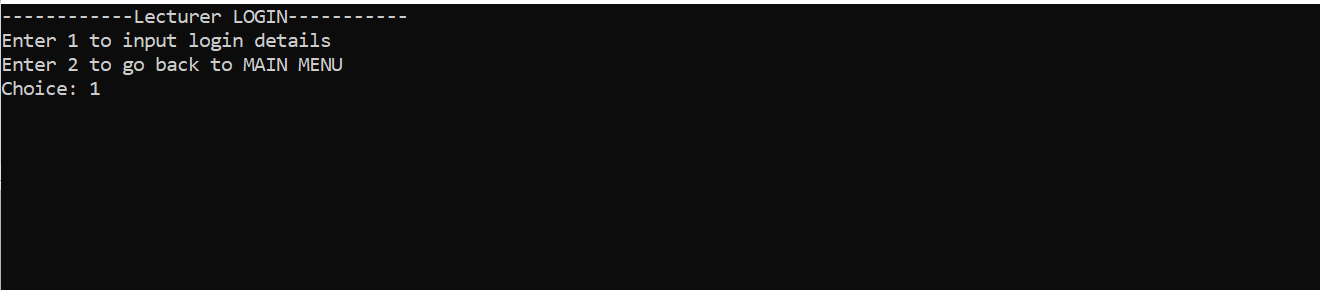 ------------Lecturer LOGIN-----------
Enter 1 to input login details
Enter 2 to go back to MAIN MENU
Choice: 1